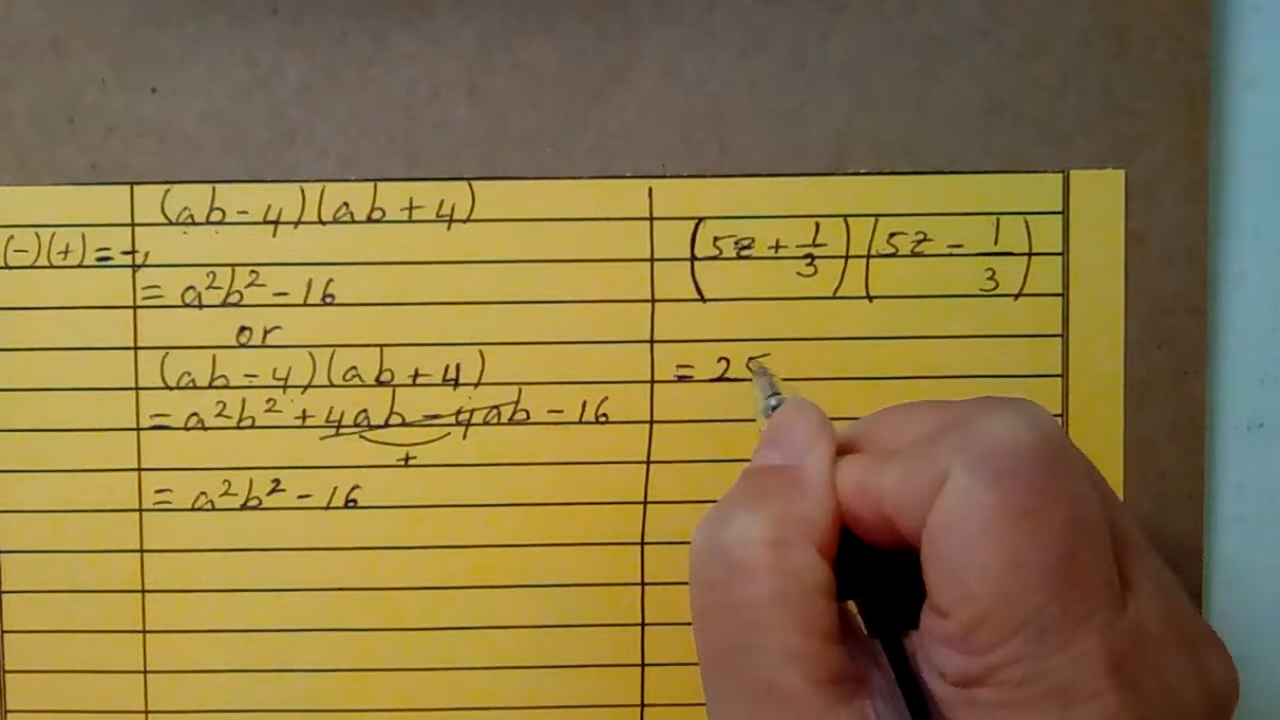 (-)(+) = -,
(ab - 4)(ab + 4)
= a²b² - 16
or
(ab - 4)(ab + 4)
= a²b² + 4ab - 4ab - 16
+
= a²b² - 16
(5z + 1/3)(5z - 1/3)
= 25